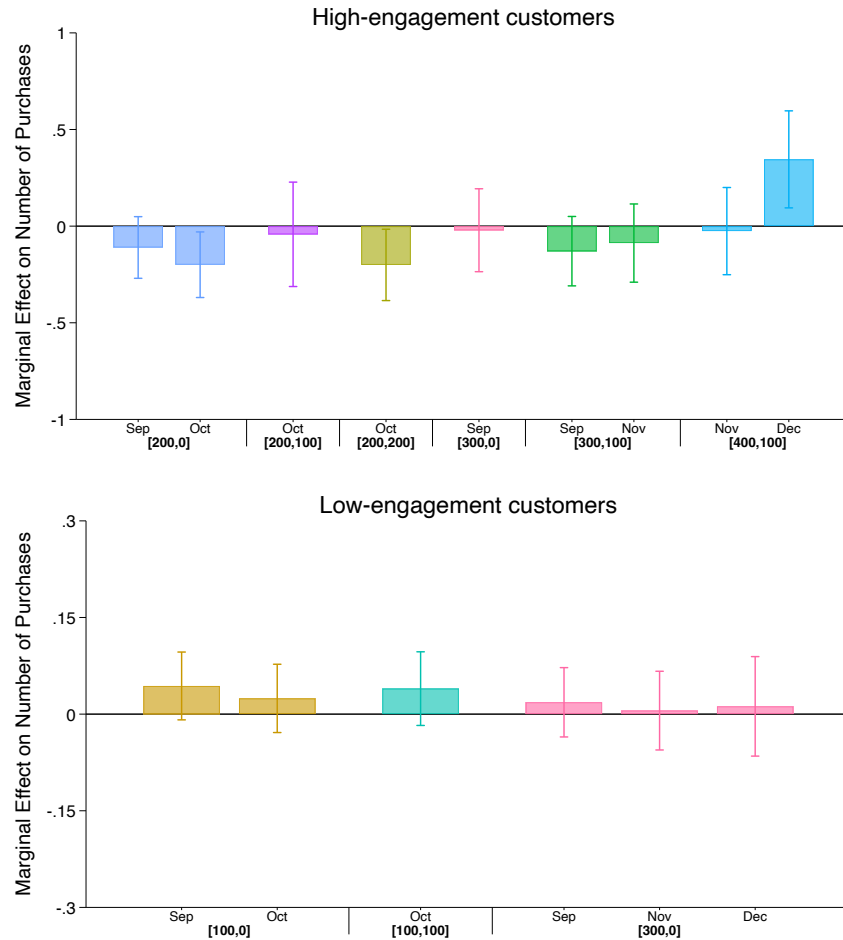 High-engagement customers
Marginal Effect on Number of Purchases
1
.5
0
-.5
-1
Sep Oct Oct Oct Sep Sep Nov Nov Dec
[200,0] [200,100] [200,200] [300,0] [300,100] [400,100]
Low-engagement customers
Marginal Effect on Number of Purchases
.3
.15
0
-.15
-.3
Sep Oct Oct Sep Nov Dec
[100,0] [100,100] [300,0]